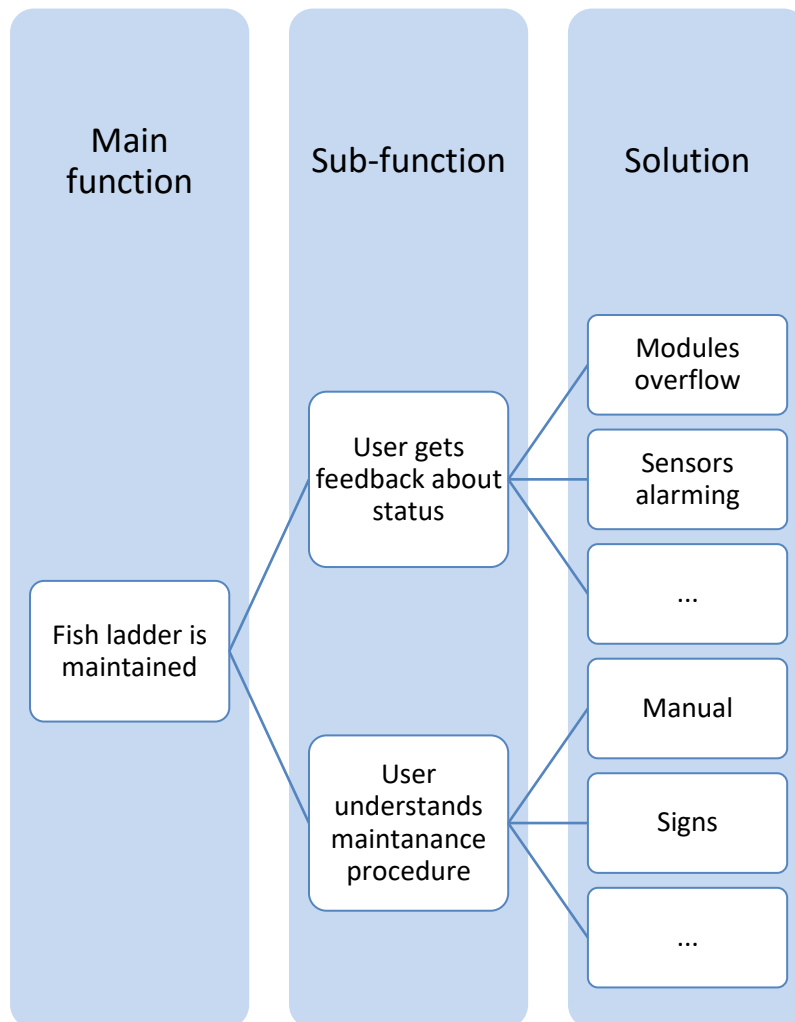 Main
function
Sub-function
Solution
Fish ladder is
maintained
User gets
feedback about
status
User
understands
maintanance
procedure
Modules
overflow
Sensors
alarming
...
Manual
Signs
...